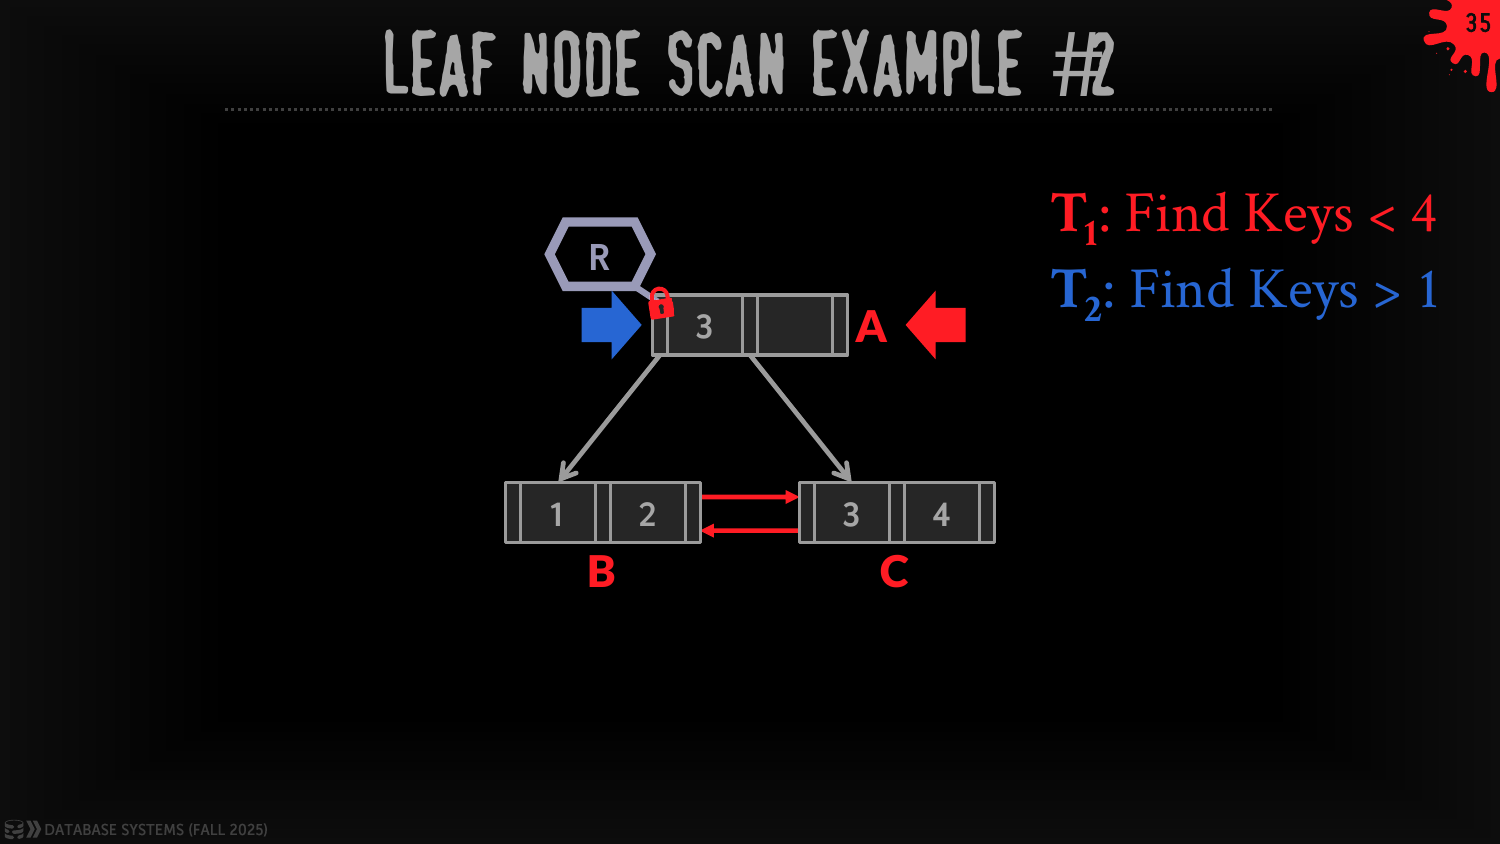 LEAF NODE SCAN EXAMPLE #2
35
T1: Find Keys < 4
T2: Find Keys > 1
R
3
A
1 2
3 4
B
C
DATABASE SYSTEMS (FALL 2025)